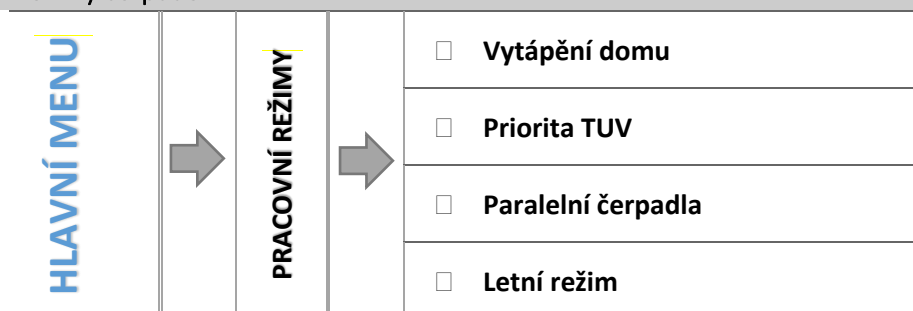 HLAVNÍ MENU
PRACOVNÍ REŽIMY
Vytápění domu
Priorita TUV
Paralelní čerpadla
Letní režim